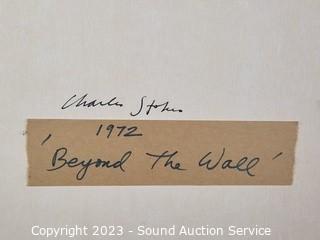 Charles Stokes
1972
'Beyond The Wall'
Copyright 2023 - Sound Auction Service